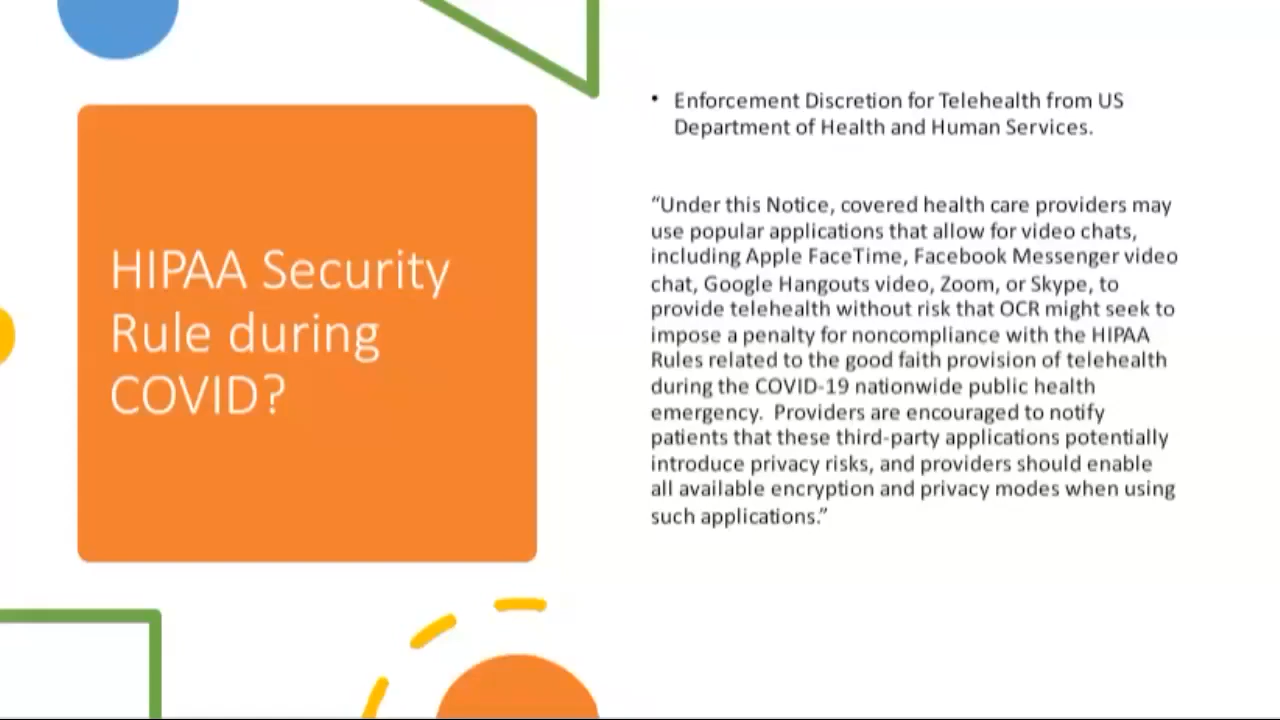 HIPAA Security
Rule during
COVID?
• Enforcement Discretion for Telehealth from US
Department of Health and Human Services.
“Under this Notice, covered health care providers may
use popular applications that allow for video chats,
including Apple FaceTime, Facebook Messenger video
chat, Google Hangouts video, Zoom, or Skype, to
provide telehealth without risk that OCR might seek to
impose a penalty for noncompliance with the HIPAA
Rules related to the good faith provision of telehealth
during the COVID-19 nationwide public health
emergency.  Providers are encouraged to notify
patients that these third-party applications potentially
introduce privacy risks, and providers should enable
all available encryption and privacy modes when using
such applications.”